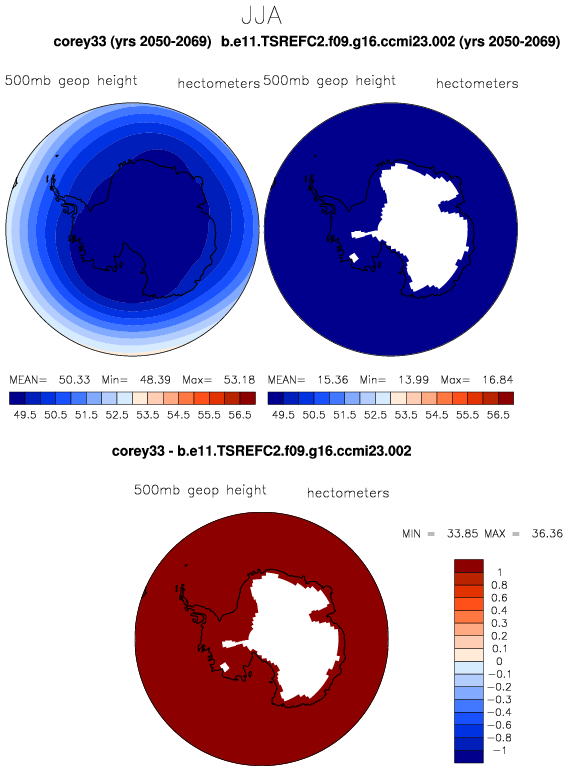 JJA
corey33 (yrs 2050-2069) b.e11.TSREFC2.f09.g16.ccmi23.002 (yrs 2050-2069)
500mb geop height hectometers 500mb geop height hectometers
MEAN= 50.33 Min= 48.39 Max= 53.18 MEAN= 15.36 Min= 13.99 Max= 16.84
49.5 50.5 51.5 52.5 53.5 54.5 55.5 56.5 49.5 50.5 51.5 52.5 53.5 54.5 55.5 56.5
corey33 - b.e11.TSREFC2.f09.g16.ccmi23.002
500mb geop height hectometers
MIN = 33.85 MAX = 36.36
1
0.8
0.6
0.4
0.3
0.2
0.1
0
-0.1
-0.2
-0.3
-0.4
-0.6
-0.8
-1